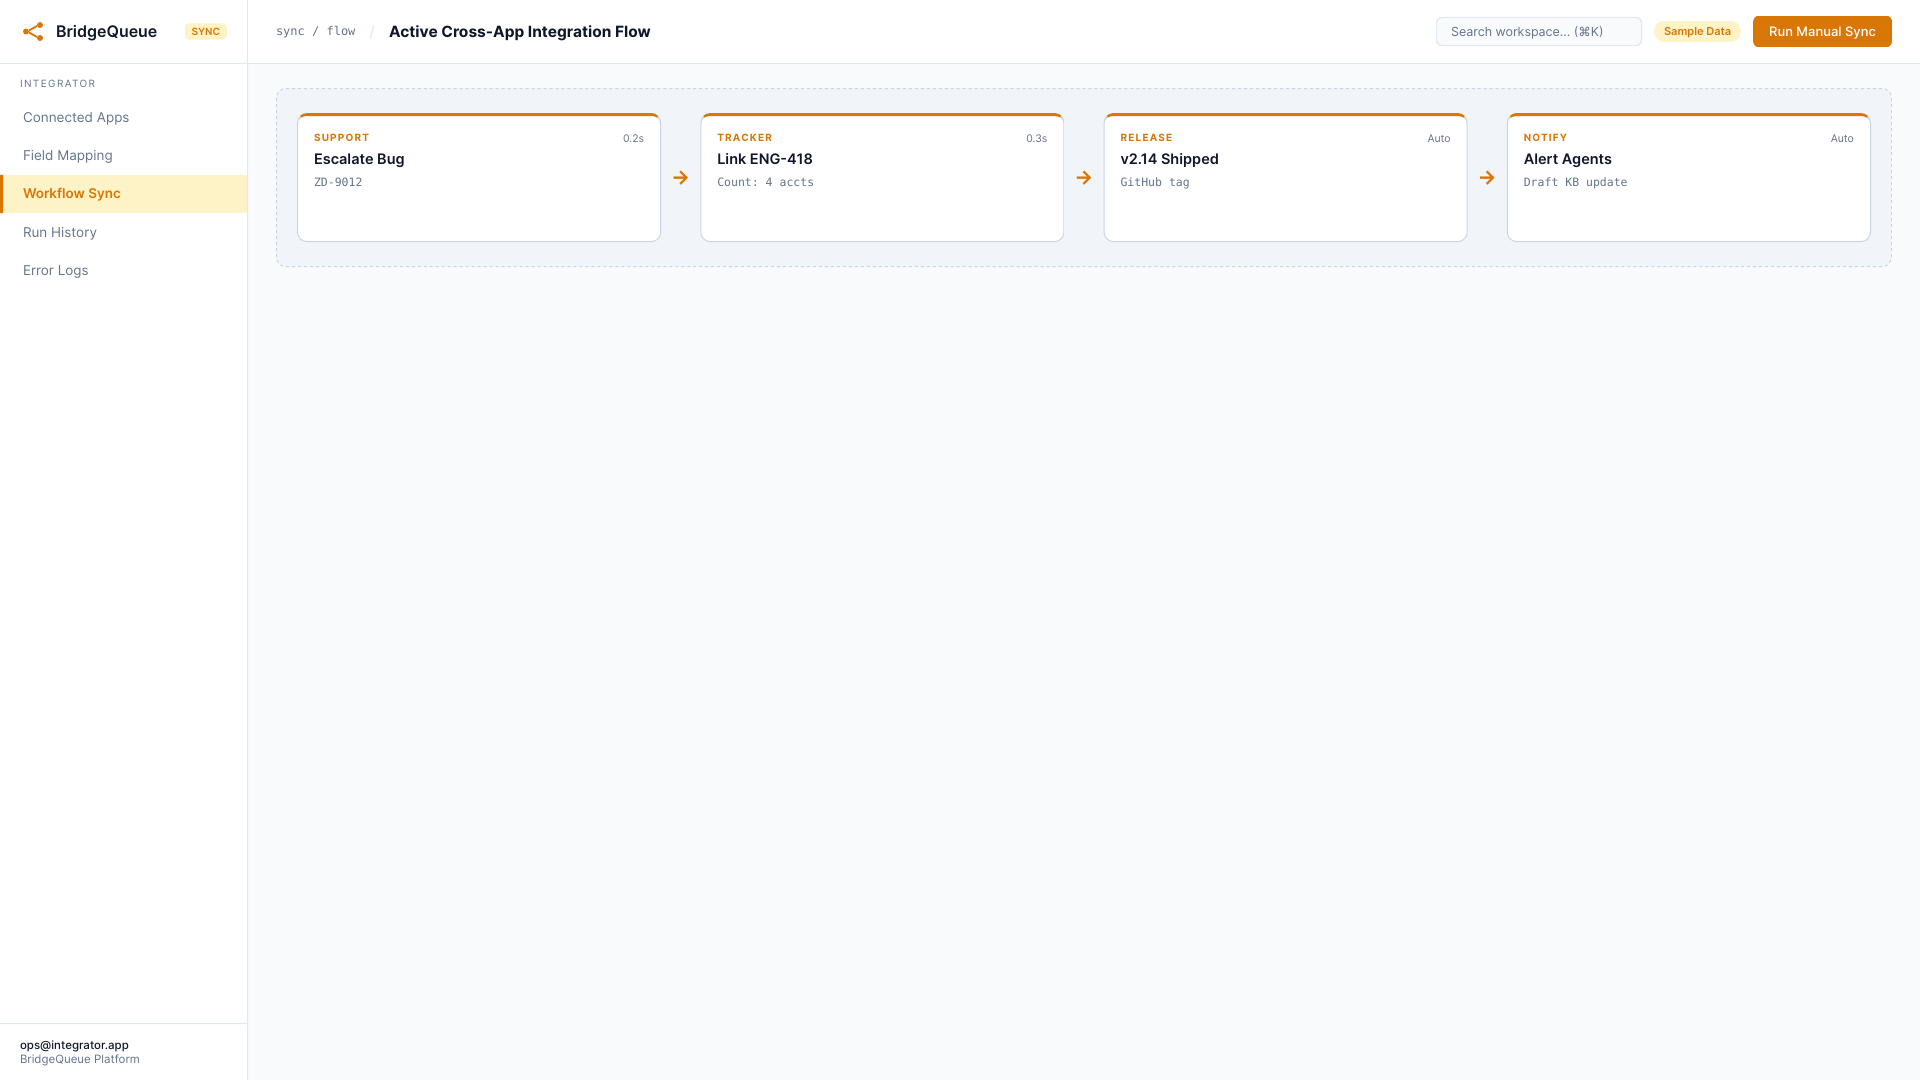 BridgeQueue SYNC
INTEGRATOR
Connected Apps
Field Mapping
Workflow Sync
Run History
Error Logs
ops@integrator.app
BridgeQueue Platform
sync / flow / Active Cross-App Integration Flow
Search workspace... (⌘K)
Sample Data
Run Manual Sync
SUPPORT 0.2s
Escalate Bug
ZD-9012
→
TRACKER 0.3s
Link ENG-418
Count: 4 accts
→
RELEASE Auto
v2.14 Shipped
GitHub tag
→
NOTIFY Auto
Alert Agents
Draft KB update